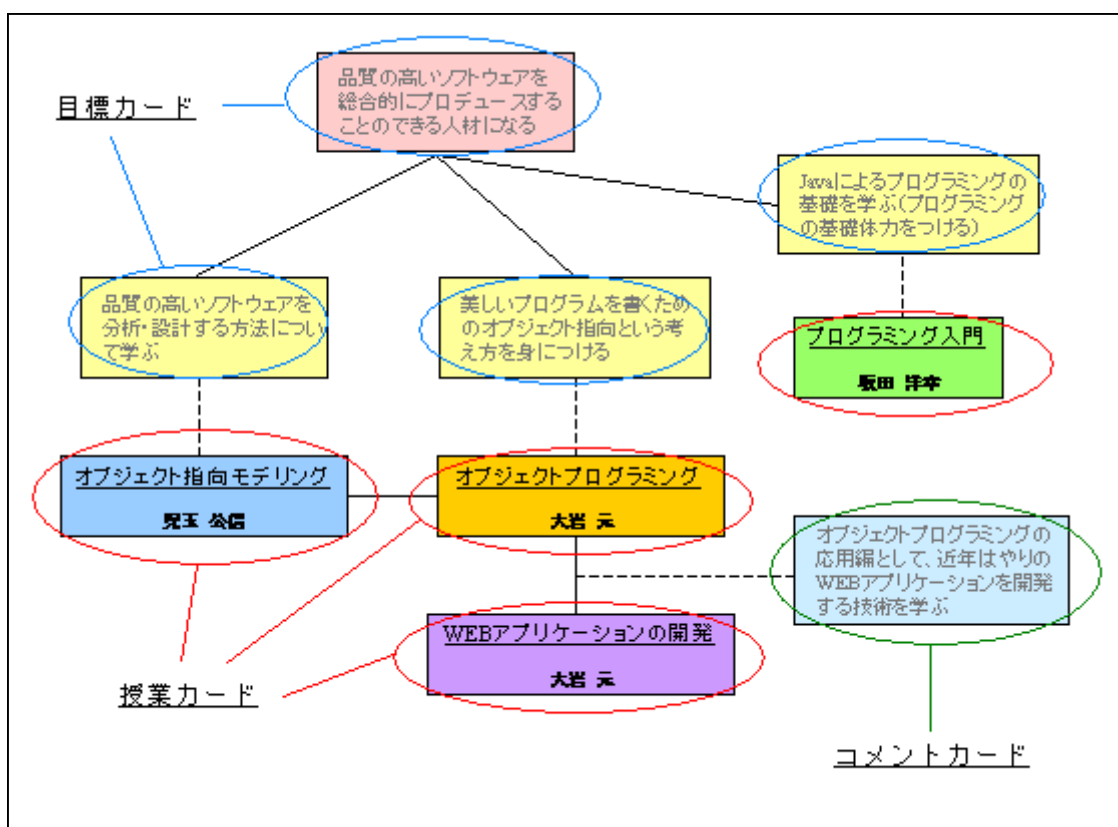 品質の高いソフトウェアを
総合的にプロデュースする
ことのできる人材になる
目標カード
Javaによるプログラミングの
基礎を学ぶ(プログラミング
の基礎体力をつける)
品質の高いソフトウェアを
分析・設計する方法につい
て学ぶ
美しいプログラムを書くため
のオブジェクト指向という考
え方を身につける
プログラミング入門
オブジェクト指向モデリング
児玉 公信
オブジェクトプログラミング
大岩 元
オブジェクトプログラミングの
応用編として、近年はやりの
WEBアプリケーションを開発
する技術を学ぶ
WEBアプリケーションの開発
大岩 元
授業カード
コメントカード